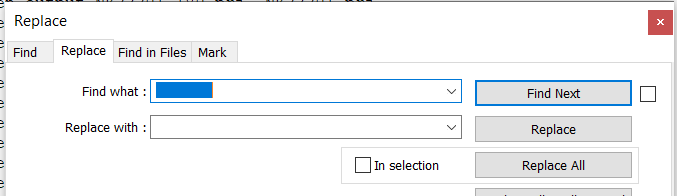 Replace
Find Replace Find in Files Mark
Find what : Find Next
Replace with : Replace
In selection Replace All